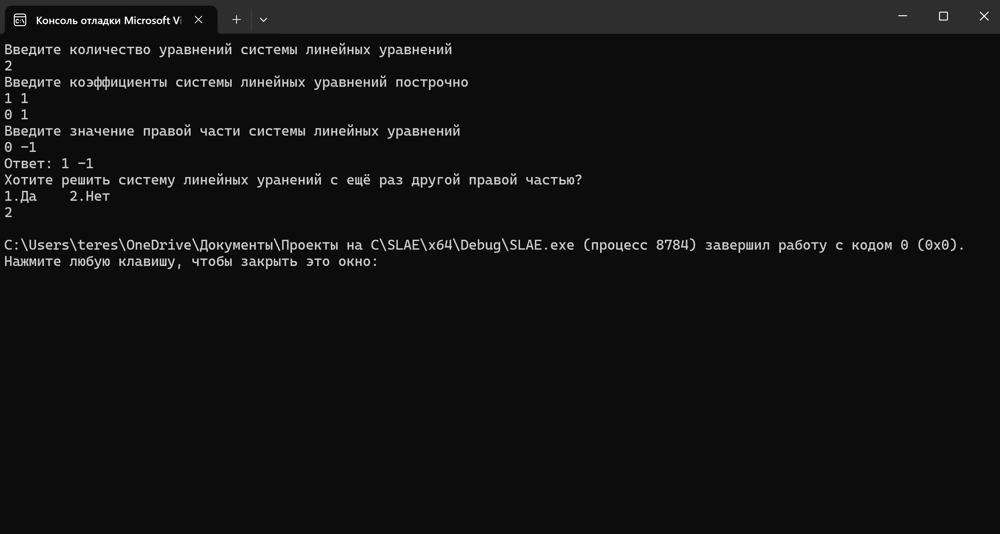 Консоль отладки Microsoft Vi
Введите количество уравнений системы линейных уравнений
2
Введите коэффициенты системы линейных уравнений построчно
1 1
0 1
Введите значение правой части системы линейных уравнений
0 -1
Ответ: 1 -1
Хотите решить систему линейных уранений с ещё раз другой правой частью?
1.Да    2.Нет
2
C:\Users\teres\OneDrive\Документы\Проекты на C\SLAE\x64\Debug\SLAE.exe (процесс 8784) завершил работу с кодом 0 (0x0).
Нажмите любую клавишу, чтобы закрыть это окно: